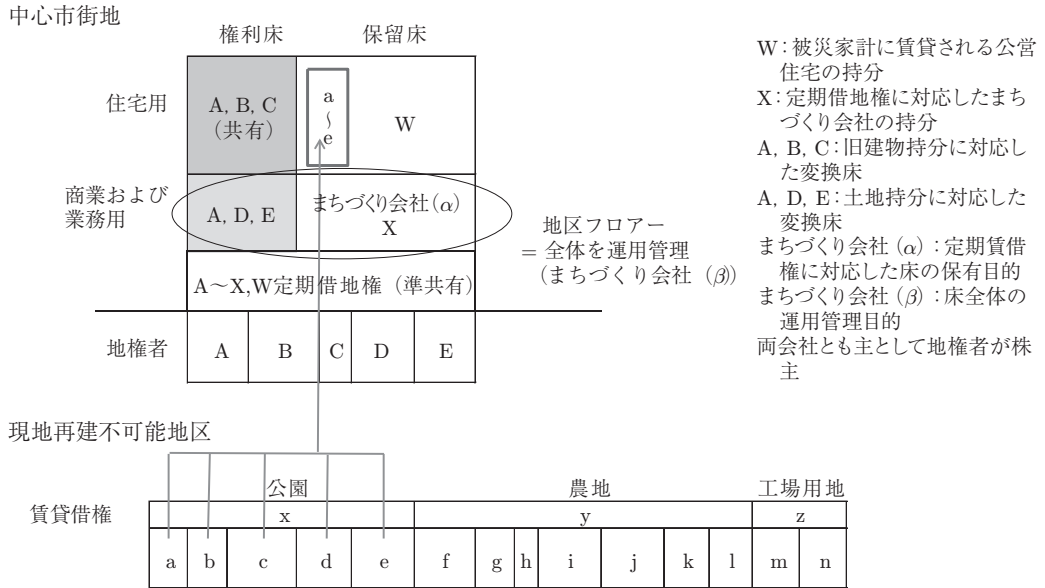 中心市街地
権利床 保留床
住宅用
A, B, C
(共有)
a
〜
e
W
商業および
業務用
A, D, E
まちづくり会社(α)
X
地区フロアー
= 全体を運用管理
(まちづくり会社 (β))
A〜X,W定期借地権 (準共有)
地権者 A B C D E
W:被災家計に賃貸される公営
住宅の持分
X:定期借地権に対応したまち
づくり会社の持分
A, B, C:旧建物持分に対応し
た変換床
A, D, E:土地持分に対応した
変換床
まちづくり会社 (α) :定期賃借
権に対応した床の保有目的
まちづくり会社 (β) :床全体の
運用管理目的
両会社とも主として地権者が株
主
現地再建不可能地区
公園 農地 工場用地
賃貸借権 x y z
a b c d e f g h i j k l m n